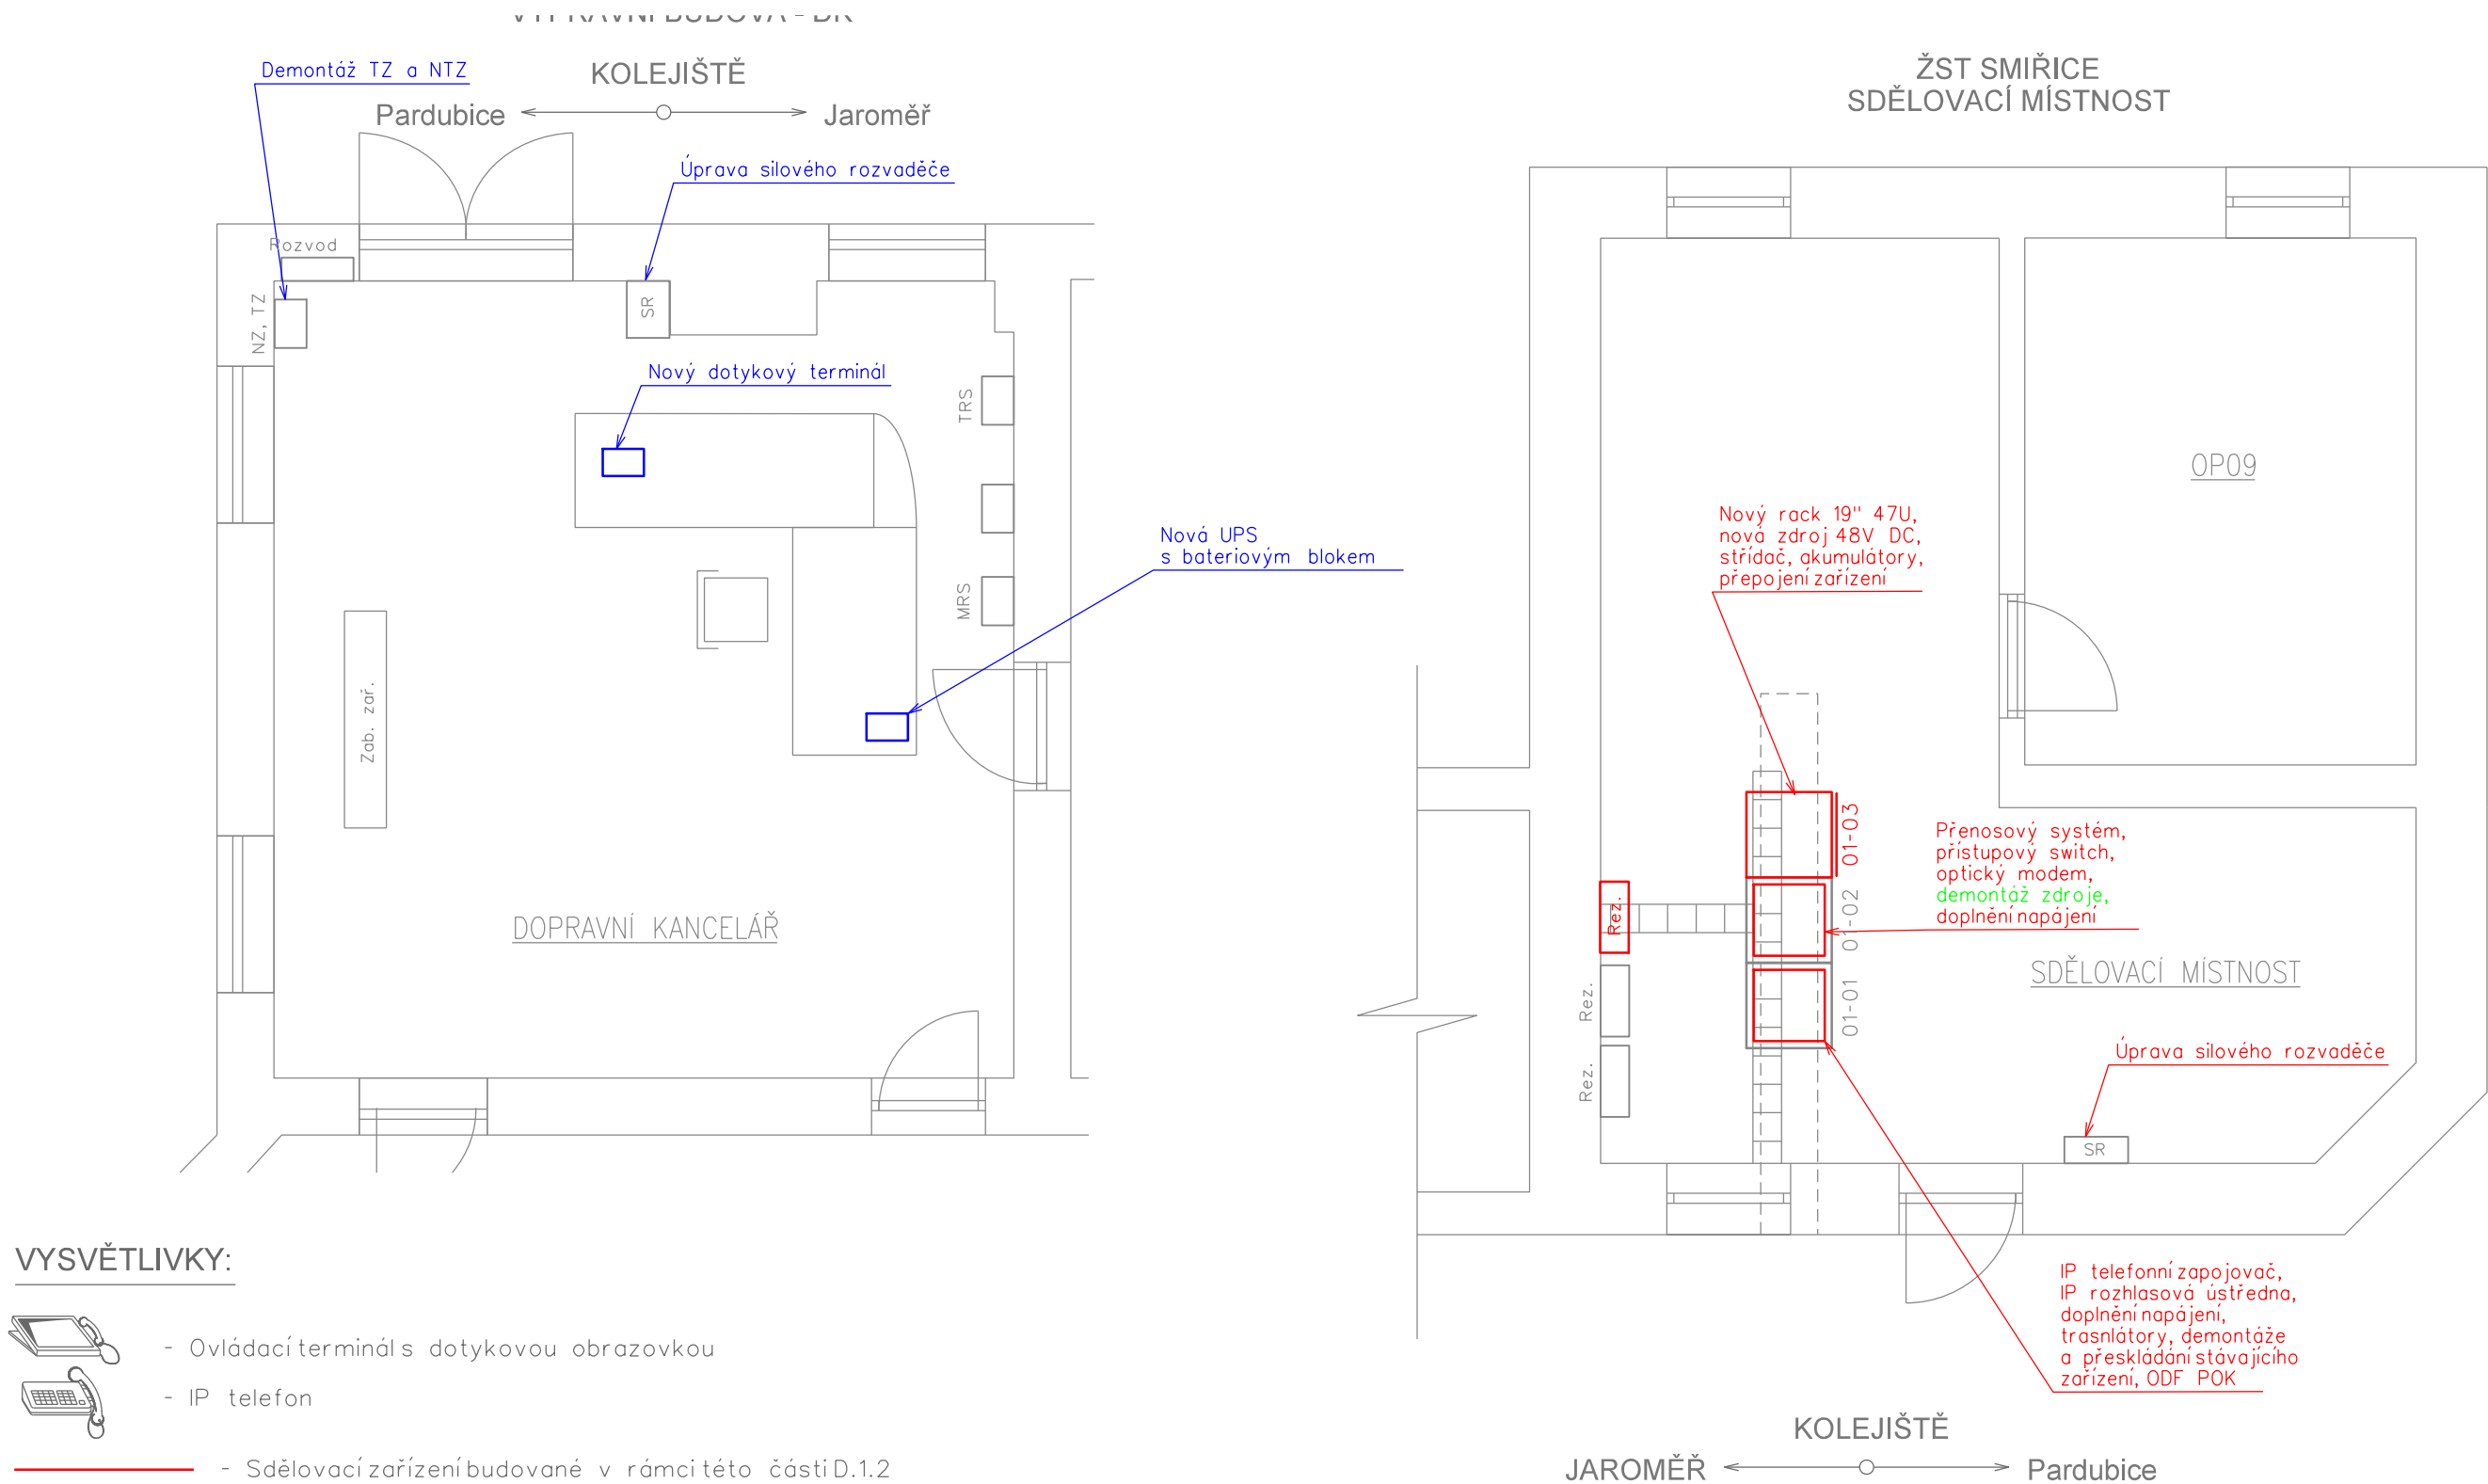 VÝPRAVNÍ BUDOVA - DK
Demontáž TZ a NTZ
KOLEJIŠTĚ
Pardubice
Jaroměř
Úprava silového rozvaděče
Rozvod
NZ, TZ
SR
Nový dotykový terminál
TRS
MRS
Nová UPS
s bateriovým blokem
Zab. zař.
DOPRAVNÍ KANCELÁŘ
ŽST SMIŘICE
SDĚLOVACÍ MÍSTNOST
OP09
Nový rack 19" 47U,
nová zdroj 48V DC,
střídač, akumulátory,
přepojení zařízení
01-03
Přenosový systém,
přístupový switch,
optický modem,
demontáž zdroje,
doplnění napájení
Rez.
01-02
SDĚLOVACÍ MÍSTNOST
Rez.
01-01
Rez.
Úprava silového rozvaděče
SR
IP telefonní zapojovač,
IP rozhlasová ústředna,
doplnění napájení,
trasnlátory, demontáže
a přeskládání stávajícího
zařízení, ODF POK
KOLEJIŠTĚ
JAROMĚŘ
Pardubice
VYSVĚTLIVKY:
- Ovládací terminál s dotykovou obrazovkou
- IP telefon
- Sdělovací zařízení budované v rámci této části D.1.2